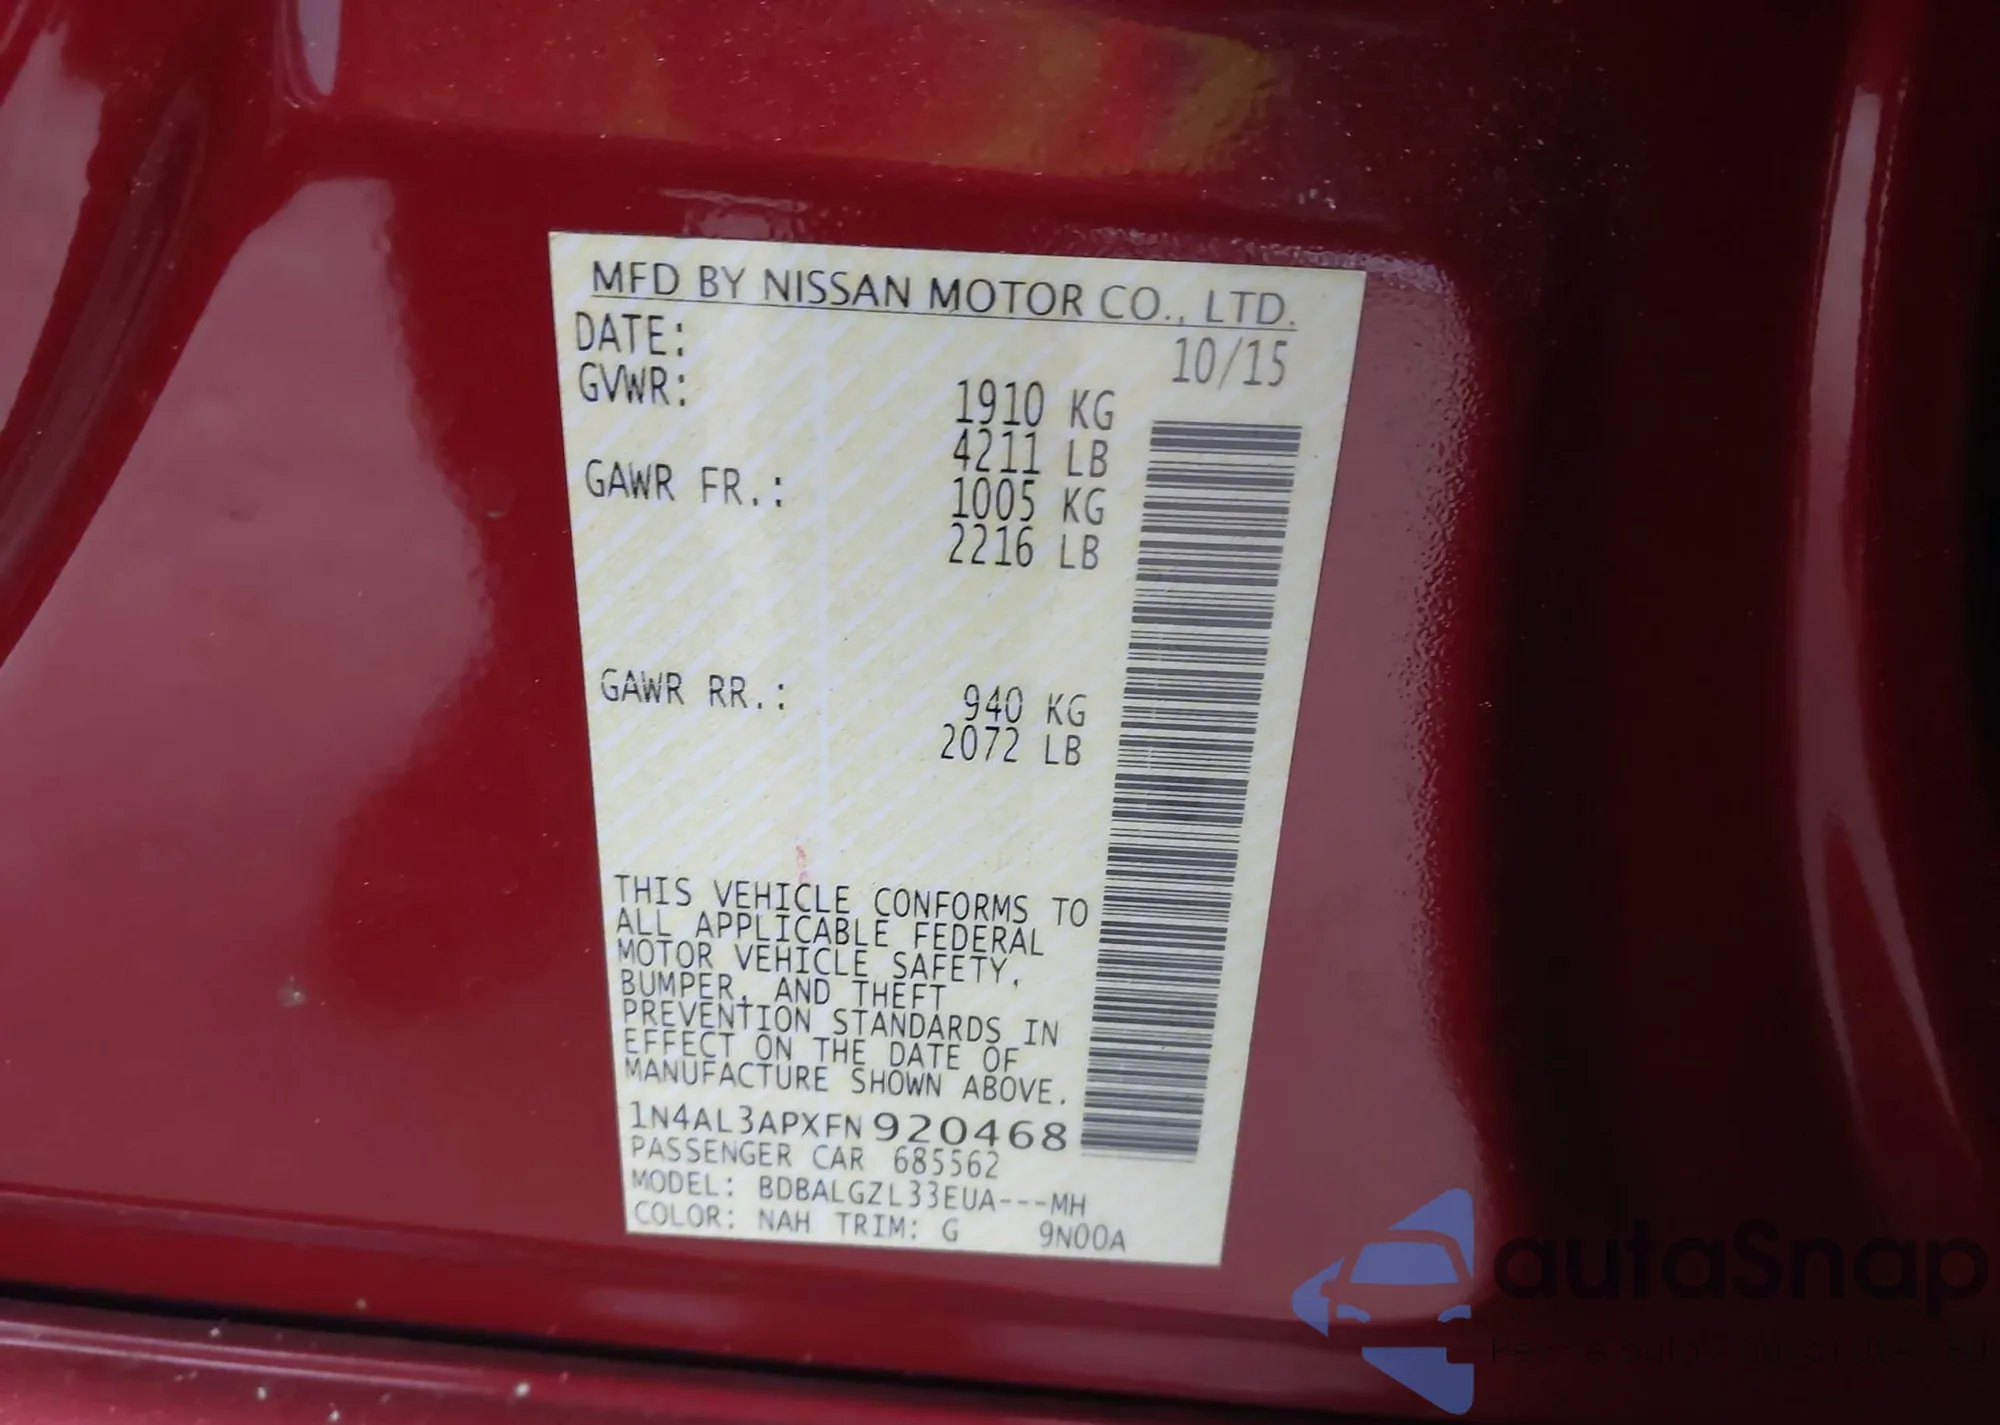 MFD BY NISSAN MOTOR CO., LTD.
DATE: 10/15
GVWR: 1910 KG
4211 LB
GAWR FR.: 1005 KG
2216 LB
GAWR RR.: 940 KG
2072 LB
THIS VEHICLE CONFORMS TO
ALL APPLICABLE FEDERAL
MOTOR VEHICLE SAFETY,
BUMPER, AND THEFT
PREVENTION STANDARDS IN
EFFECT ON THE DATE OF
MANUFACTURE SHOWN ABOVE.
1N4AL3APXFN920468
PASSENGER CAR 685562
MODEL: BDBALGZL33EUA---MH
COLOR: NAH TRIM: G 9N00A
autoSnap